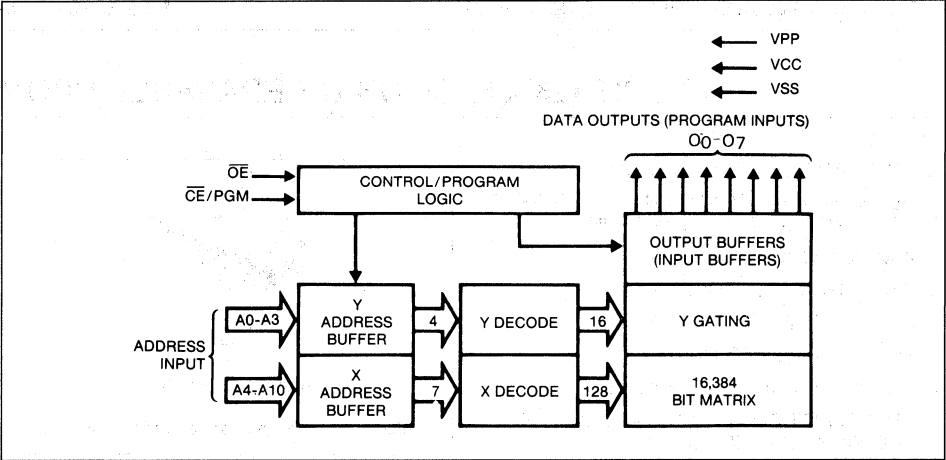 VPP
VCC
VSS
DATA OUTPUTS (PROGRAM INPUTS)
O0-O7
OE
CE/PGM
CONTROL/PROGRAM
LOGIC
OUTPUT BUFFERS
(INPUT BUFFERS)
ADDRESS
INPUT
A0-A3
Y
ADDRESS
BUFFER
4
Y DECODE
16
Y GATING
A4-A10
X
ADDRESS
BUFFER
7
X DECODE
128
16,384
BIT MATRIX